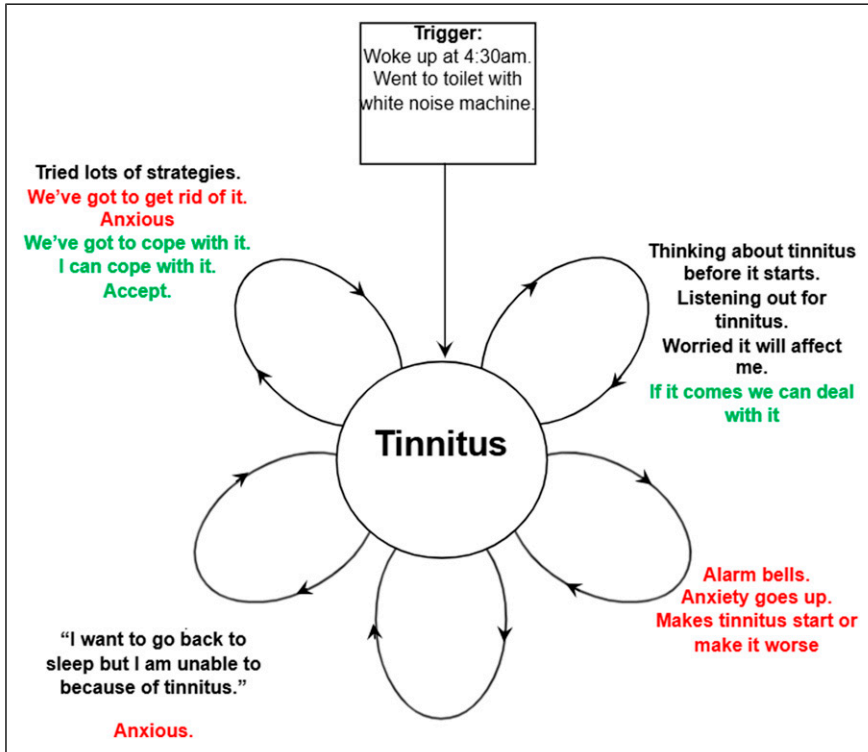 Trigger:
Woke up at 4:30am.
Went to toilet with
white noise machine.
Tried lots of strategies.
We've got to get rid of it.
Anxious
We've got to cope with it.
I can cope with it.
Accept.
Thinking about tinnitus
before it starts.
Listening out for
tinnitus.
Worried it will affect
me.
If it comes we can deal
with it
Tinnitus
Alarm bells.
Anxiety goes up.
Makes tinnitus start or
make it worse
“I want to go back to
sleep but I am unable to
because of tinnitus.”
Anxious.